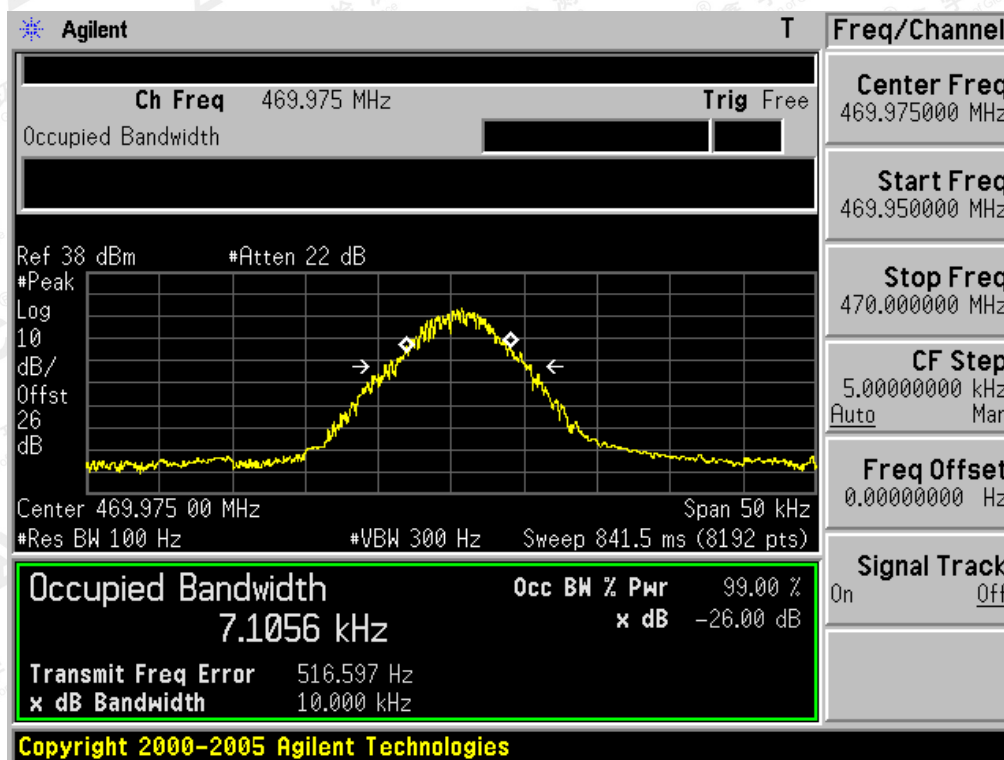 Agilent T
Ch Freq 469.975 MHz Trig Free
Occupied Bandwidth
Ref 38 dBm #Atten 22 dB
#Peak
Log
10
dB/
Offst
26
dB
Center 469.975 00 MHz Span 50 kHz
#Res BW 100 Hz #VBW 300 Hz Sweep 841.5 ms (8192 pts)
Occupied Bandwidth Occ BW % Pwr 99.00 %
7.1056 kHz x dB -26.00 dB
Transmit Freq Error 516.597 Hz
x dB Bandwidth 10.000 kHz
Copyright 2000-2005 Agilent Technologies
Freq/Channel
Center Freq
469.975000 MHz
Start Freq
469.950000 MHz
Stop Freq
470.000000 MHz
CF Step
5.00000000 kHz
Auto Man
Freq Offset
0.00000000 Hz
Signal Track
On Off